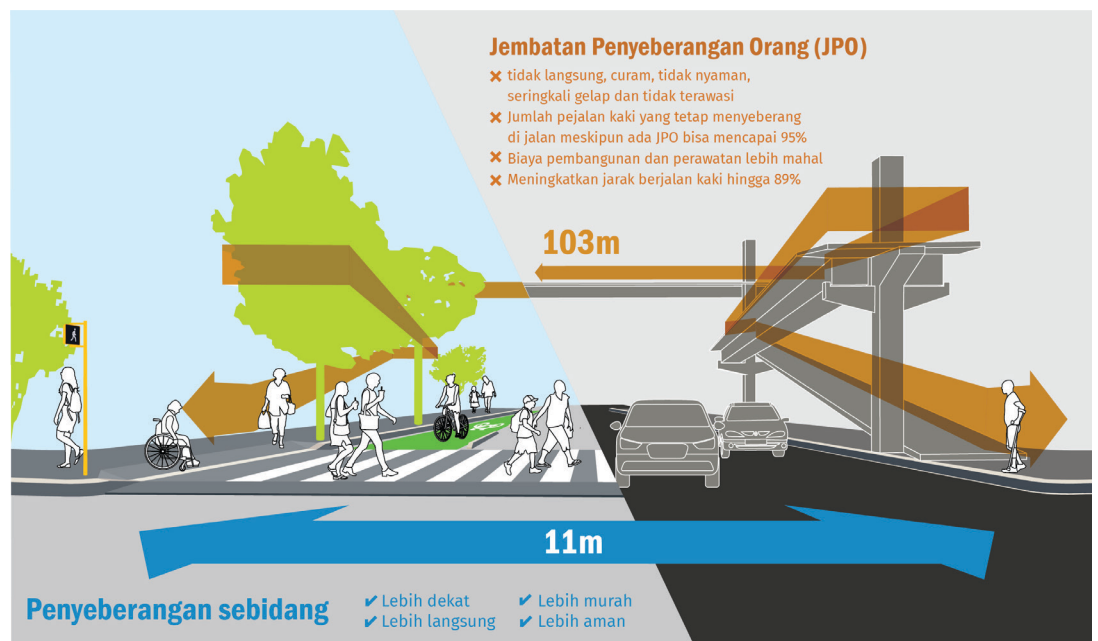 Jembatan Penyeberangan Orang (JPO)
✖ tidak langsung, curam, tidak nyaman,
seringkali gelap dan tidak terawasi
✖ Jumlah pejalan kaki yang tetap menyeberang
di jalan meskipun ada JPO bisa mencapai 95%
✖ Biaya pembangunan dan perawatan lebih mahal
✖ Meningkatkan jarak berjalan kaki hingga 89%
103m
11m
Penyeberangan sebidang
✔ Lebih dekat
✔ Lebih langsung
✔ Lebih murah
✔ Lebih aman